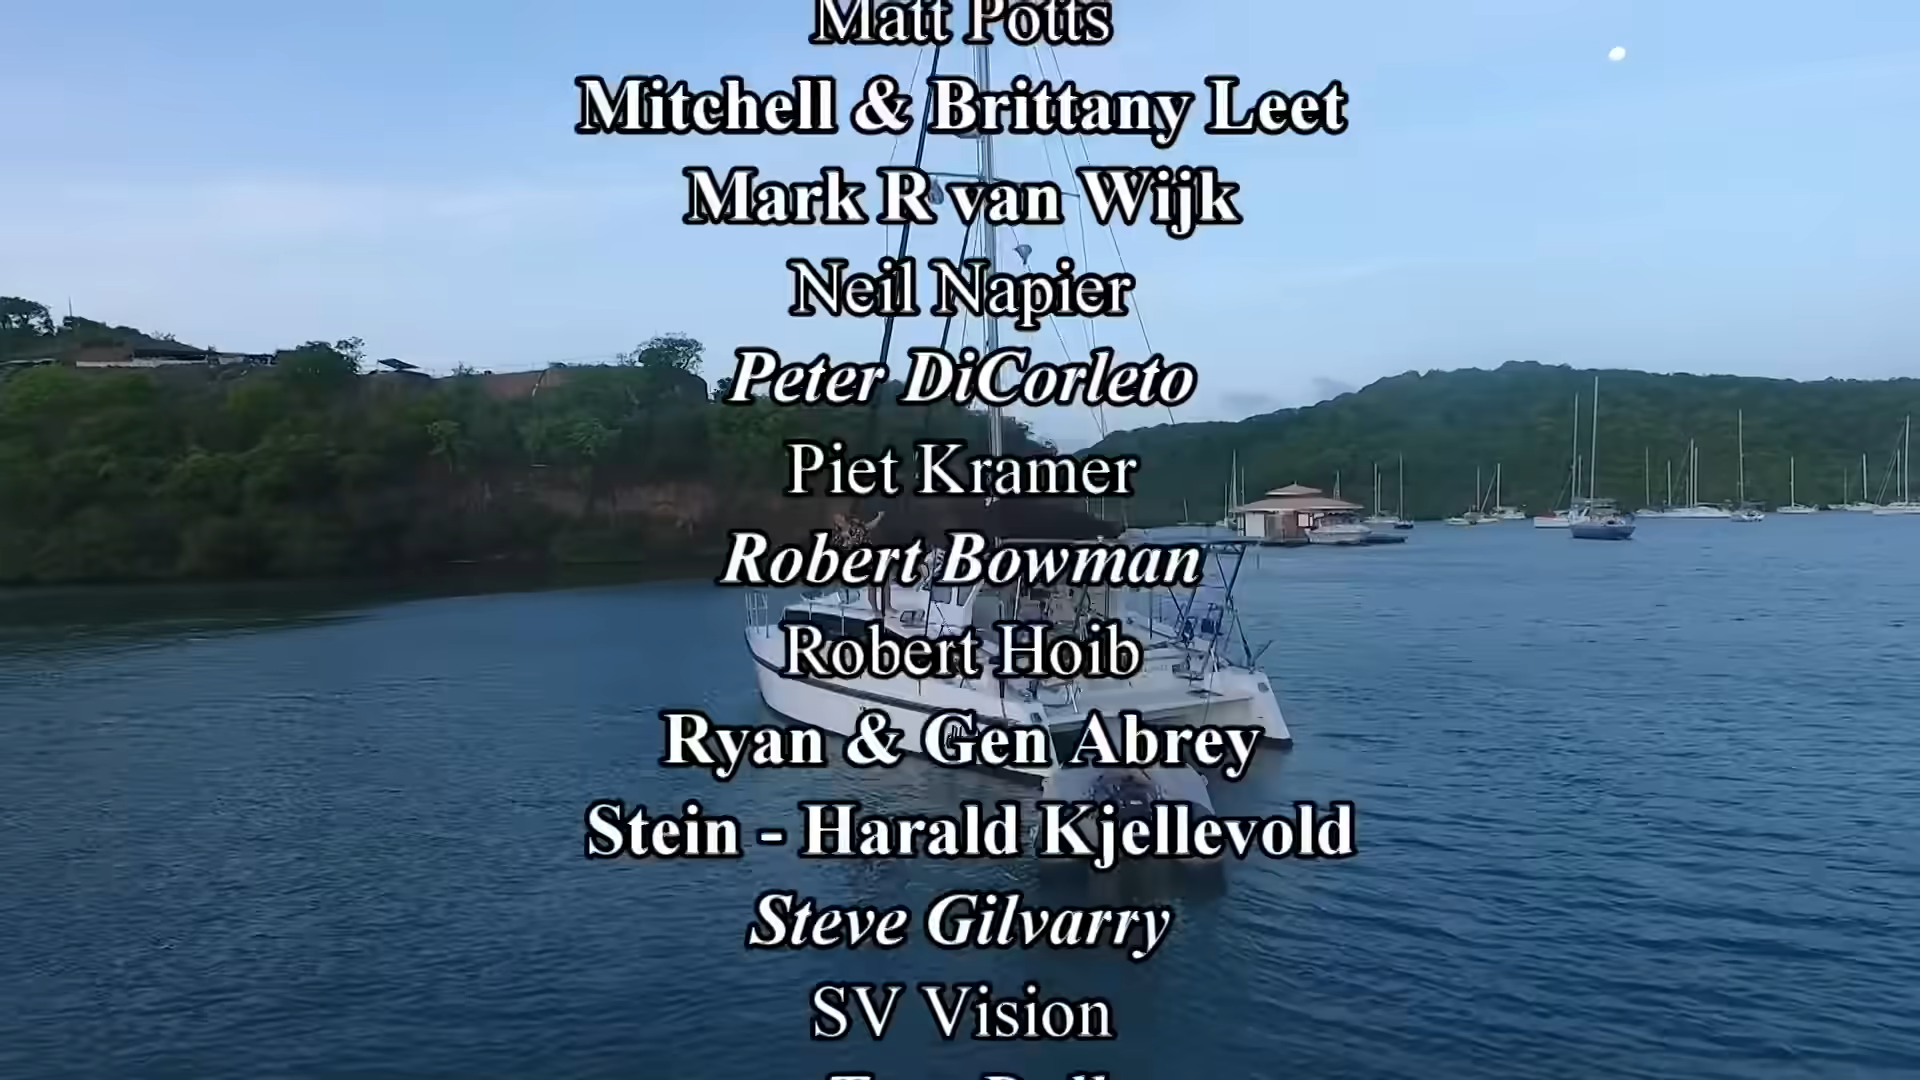 Matt Potts
Mitchell & Brittany Leet
Mark R van Wijk
Neil Napier
Peter DiCorleto
Piet Kramer
Robert Bowman
Robert Hoib
Ryan & Gen Abrey
Stein - Harald Kjellevold
Steve Gilvarry
SV Vision